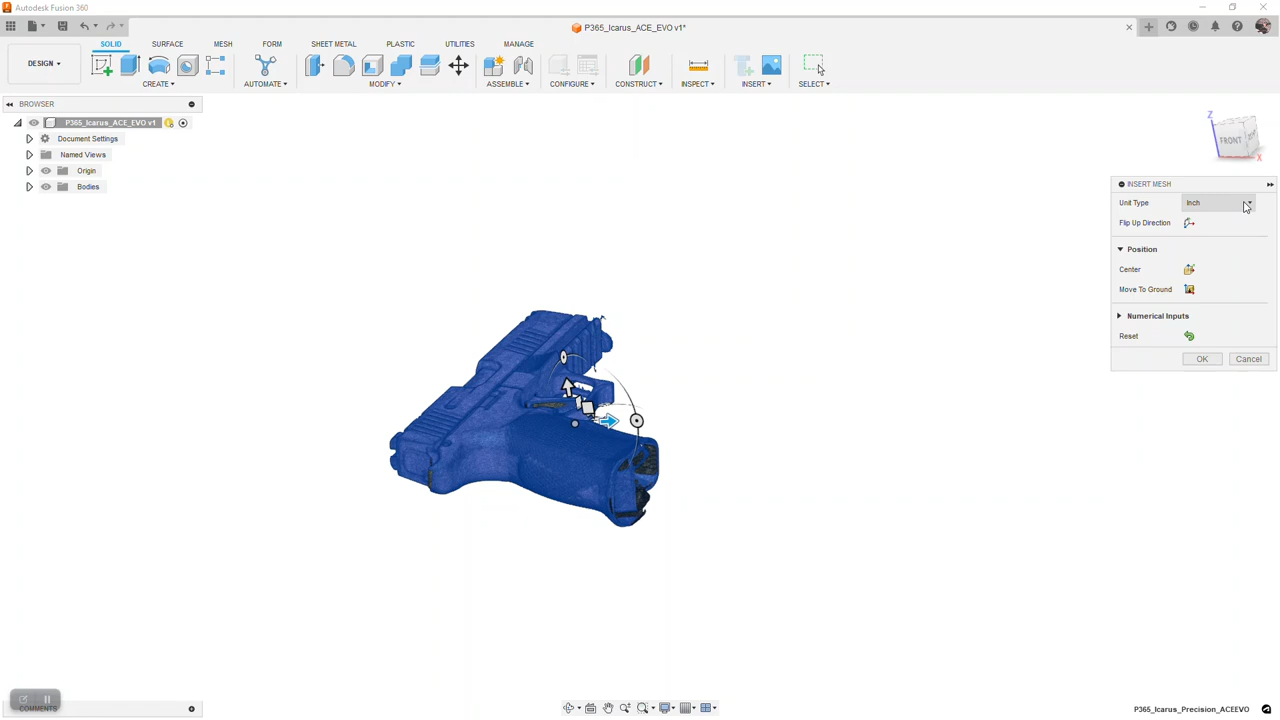 Autodesk Fusion 360
P365_Icarus_ACE_EVO v1*
DESIGN
SOLID SURFACE MESH FORM SHEET METAL PLASTIC UTILITIES MANAGE
CREATE AUTOMATE MODIFY ASSEMBLE CONFIGURE CONSTRUCT INSPECT INSERT SELECT
BROWSER
P365_Icarus_ACE_EVO v1
Document Settings
Named Views
Origin
Bodies
Z
FRONT
X
INSERT MESH
Unit Type Inch
Flip Up Direction
Position
Center
Move To Ground
Numerical Inputs
Reset
OK Cancel
COMMENTS
P365_Icarus_Precision_ACEEVO